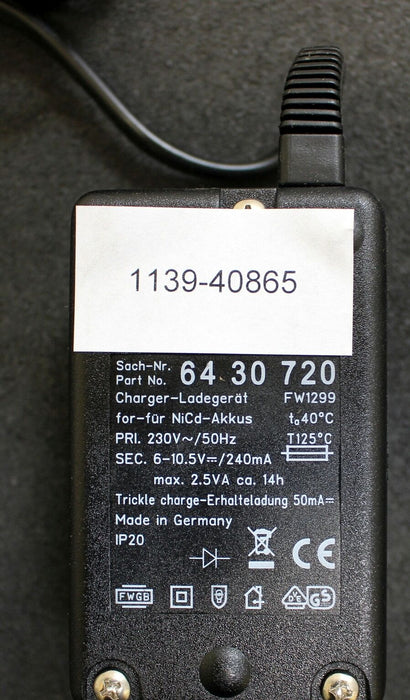 1139-40865
Sach-Nr.
Part No. 64 30 720
Charger-Ladegerät FW1299
for-für NiCd-Akkus ta40°C
PRI. 230V~/50Hz T125°C
SEC. 6-10.5V⎓/240mA
max. 2.5VA ca. 14h
Trickle charge-Erhalteladung 50mA⎓
Made in Germany
IP20
CE
FWGB VDE GS